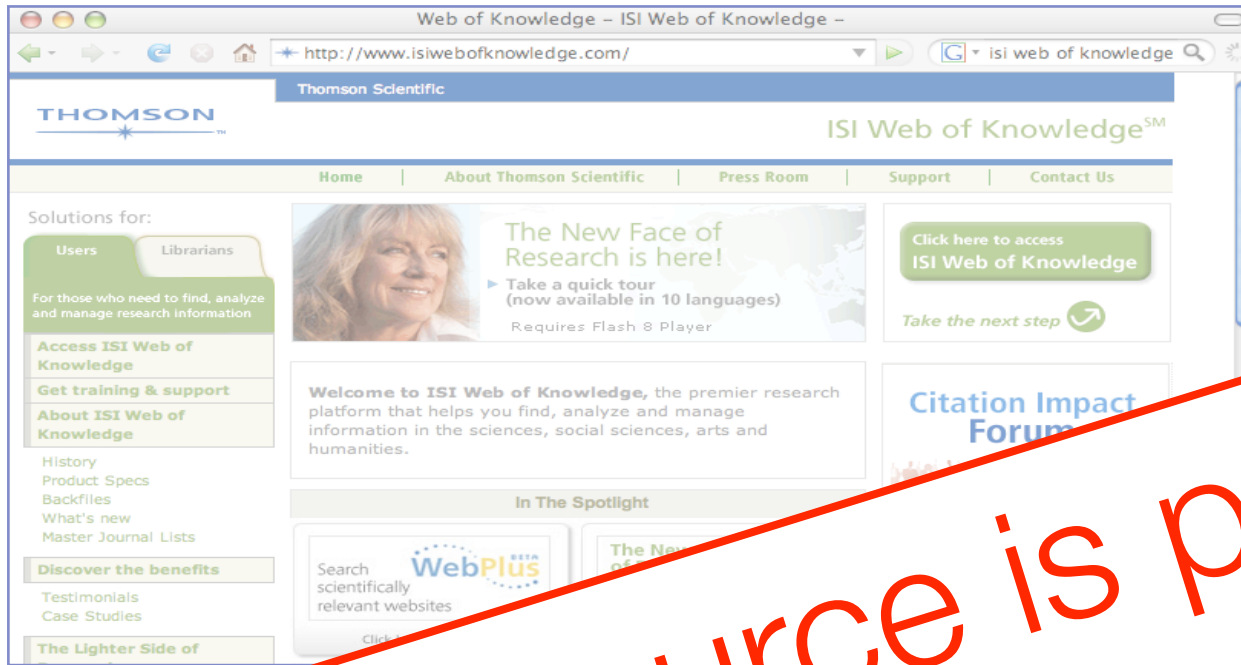 Web of Knowledge – ISI Web of Knowledge –
http://www.isiwebofknowledge.com/
G isi web of knowledge
Thomson Scientific
THOMSON
TM
ISI Web of Knowledge℠
Home | About Thomson Scientific | Press Room | Support | Contact Us
Solutions for:
Users
Librarians
For those who need to find, analyze
and manage research information
Access ISI Web of
Knowledge
Get training & support
About ISI Web of
Knowledge
History
Product Specs
Backfiles
What's new
Master Journal Lists
Discover the benefits
Testimonials
Case Studies
The Lighter Side of
The New Face of
Research is here!
Take a quick tour
(now available in 10 languages)
Requires Flash 8 Player
Click here to access
ISI Web of Knowledge
Take the next step
Welcome to ISI Web of Knowledge, the premier research
platform that helps you find, analyze and manage
information in the sciences, social sciences, arts and
humanities.
Citation Impact
Forum
In The Spotlight
Search
scientifically
relevant websites
WebPlus
BETA
The New
Click
urce is p